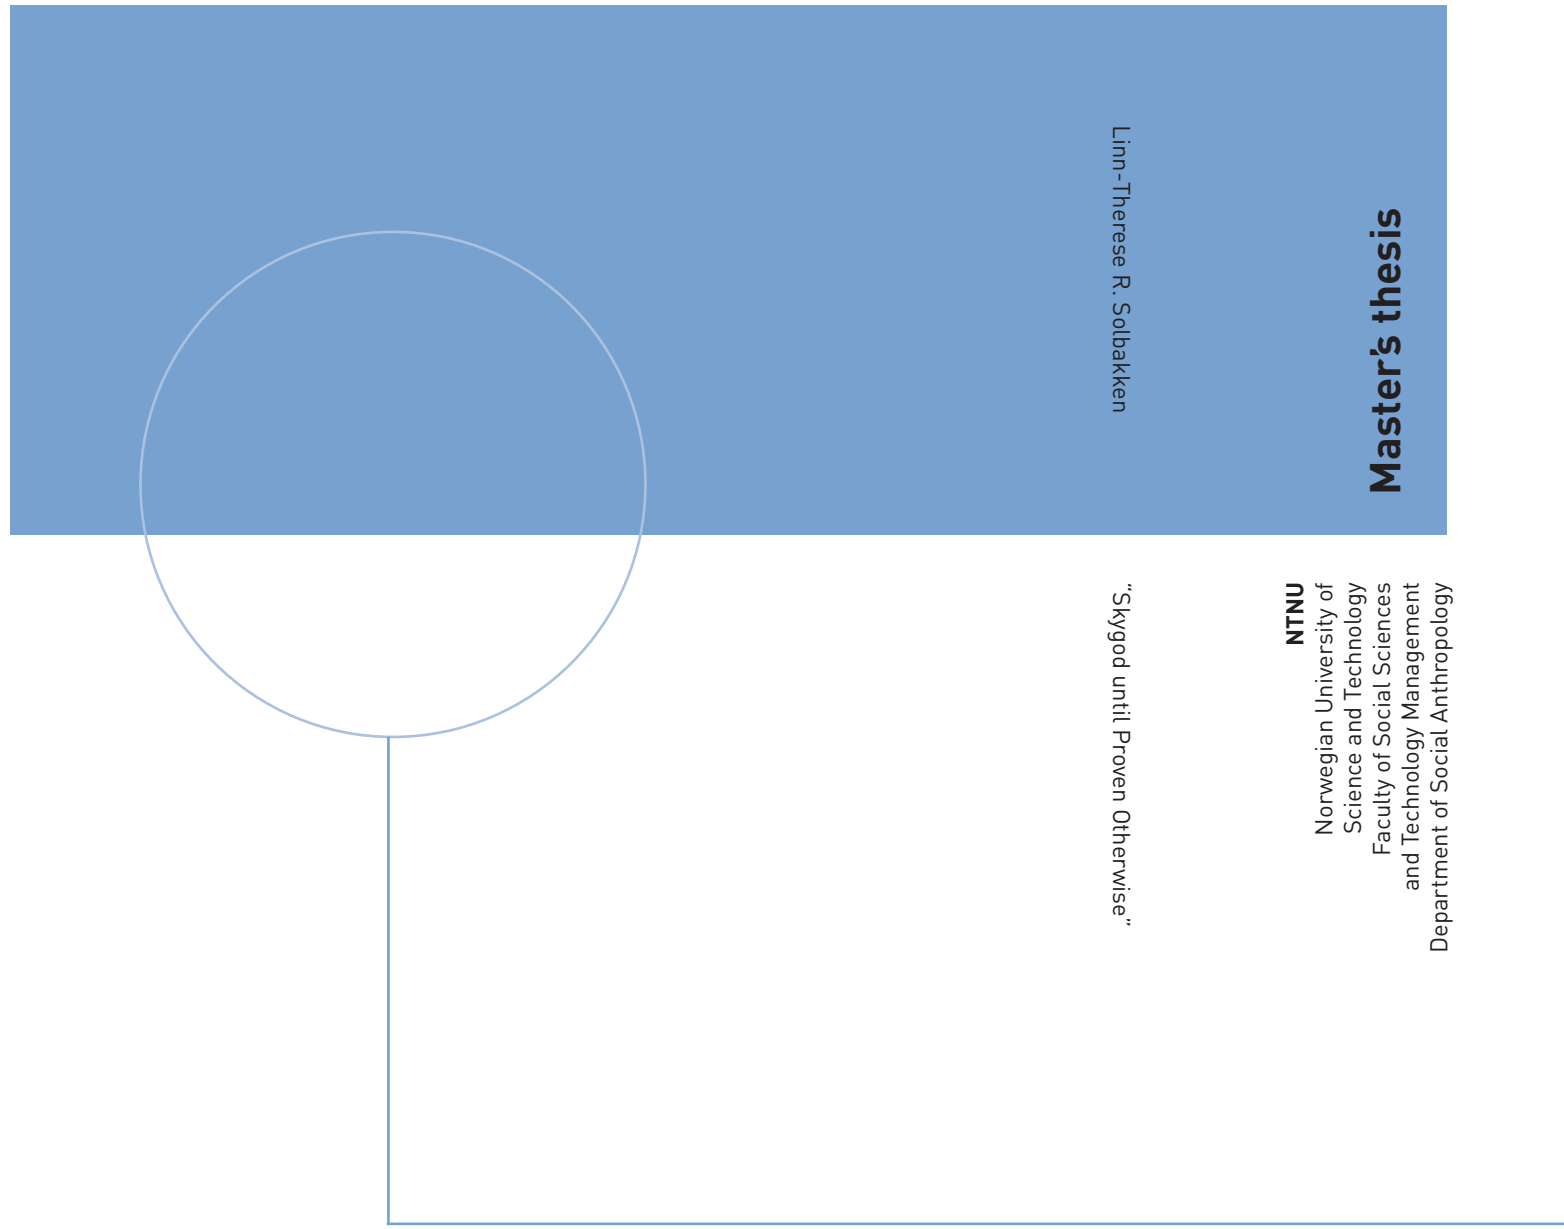 Linn-Therese R. Solbakken
Master's thesis
“Skygod until Proven Otherwise”
NTNU
Norwegian University of
Science and Technology
Faculty of Social Sciences
and Technology Management
Department of Social Anthropology